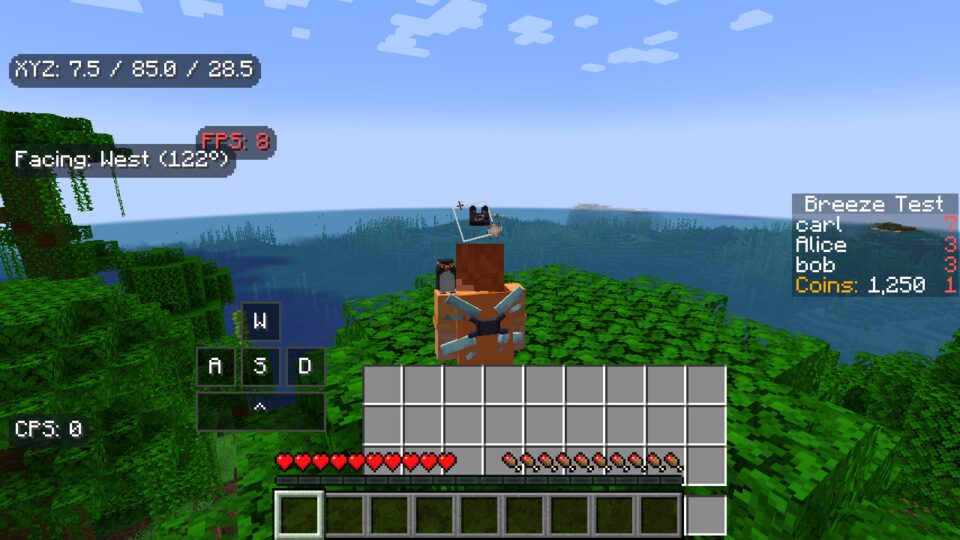 XYZ: 7.5 / 85.0 / 28.5
FPS: 8
Facing: West (122°)
Breeze Test
carl 7
Alice 3
bob 3
Coins: 1,250 1
W
A S D
^
CPS: 0